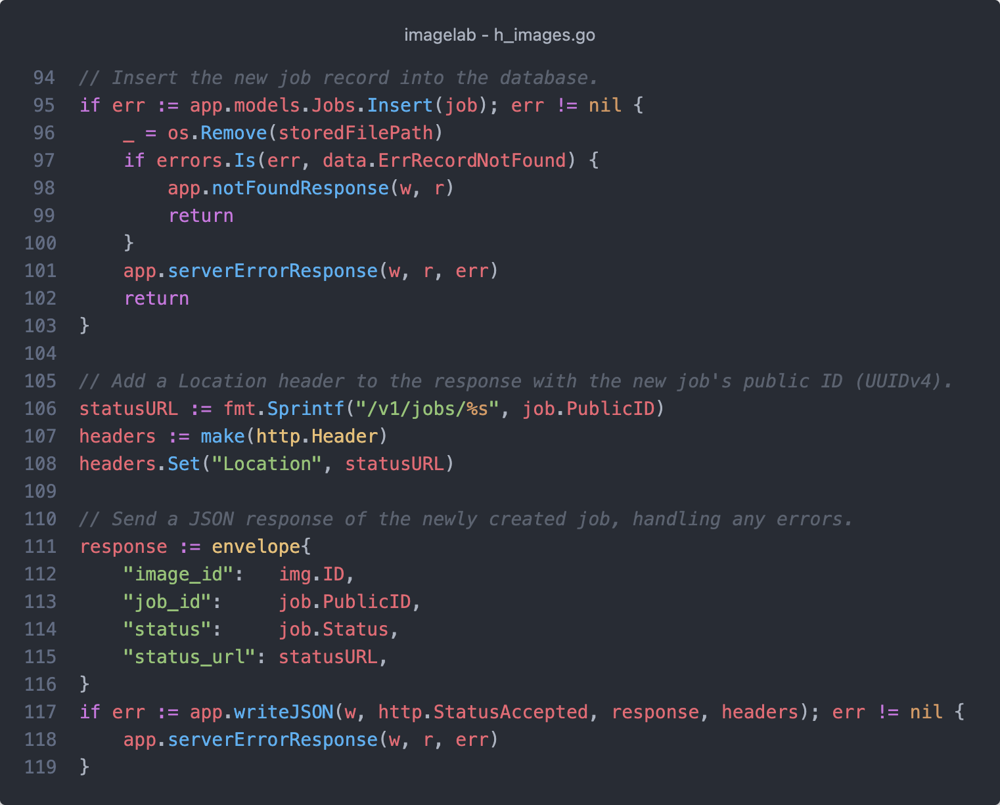 imagelab - h_images.go
94 // Insert the new job record into the database.
95 if err := app.models.Jobs.Insert(job); err != nil {
96     _ = os.Remove(storedFilePath)
97     if errors.Is(err, data.ErrRecordNotFound) {
98         app.notFoundResponse(w, r)
99         return
100     }
101     app.serverErrorResponse(w, r, err)
102     return
103 }
104
105 // Add a Location header to the response with the new job's public ID (UUIDv4).
106 statusURL := fmt.Sprintf("/v1/jobs/%s", job.PublicID)
107 headers := make(http.Header)
108 headers.Set("Location", statusURL)
109
110 // Send a JSON response of the newly created job, handling any errors.
111 response := envelope{
112     "image_id":   img.ID,
113     "job_id":     job.PublicID,
114     "status":     job.Status,
115     "status_url": statusURL,
116 }
117 if err := app.writeJSON(w, http.StatusAccepted, response, headers); err != nil {
118     app.serverErrorResponse(w, r, err)
119 }